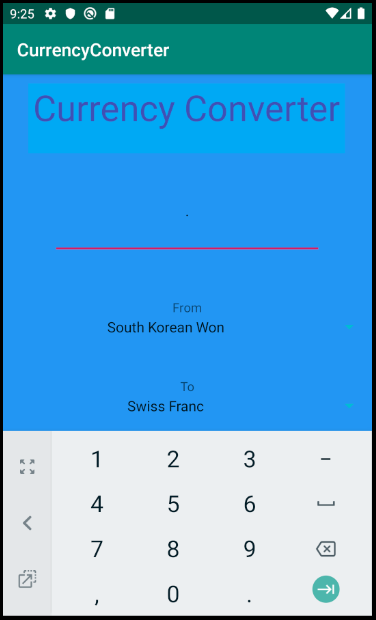 9:25
CurrencyConverter
Currency Converter
.
From
South Korean Won
To
Swiss Franc
1 2 3 –
4 5 6
7 8 9
, 0 .